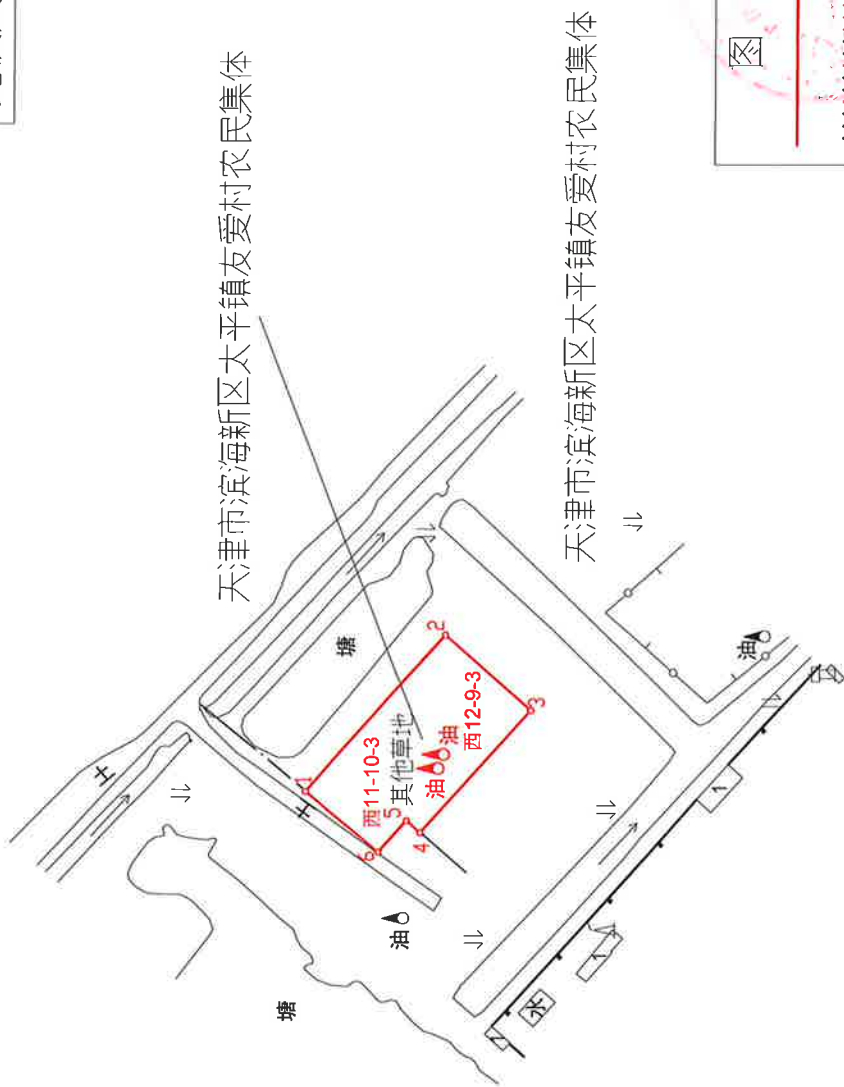 天津市滨海新区太平镇友爱村农民集体
天津市滨海新区太平镇友爱村农民集体
图
塘
塘
土
土
1
2
3
4
5
6
西11-10-3
其他草地
油
油
西12-9-3
油
油
水
1
1
2